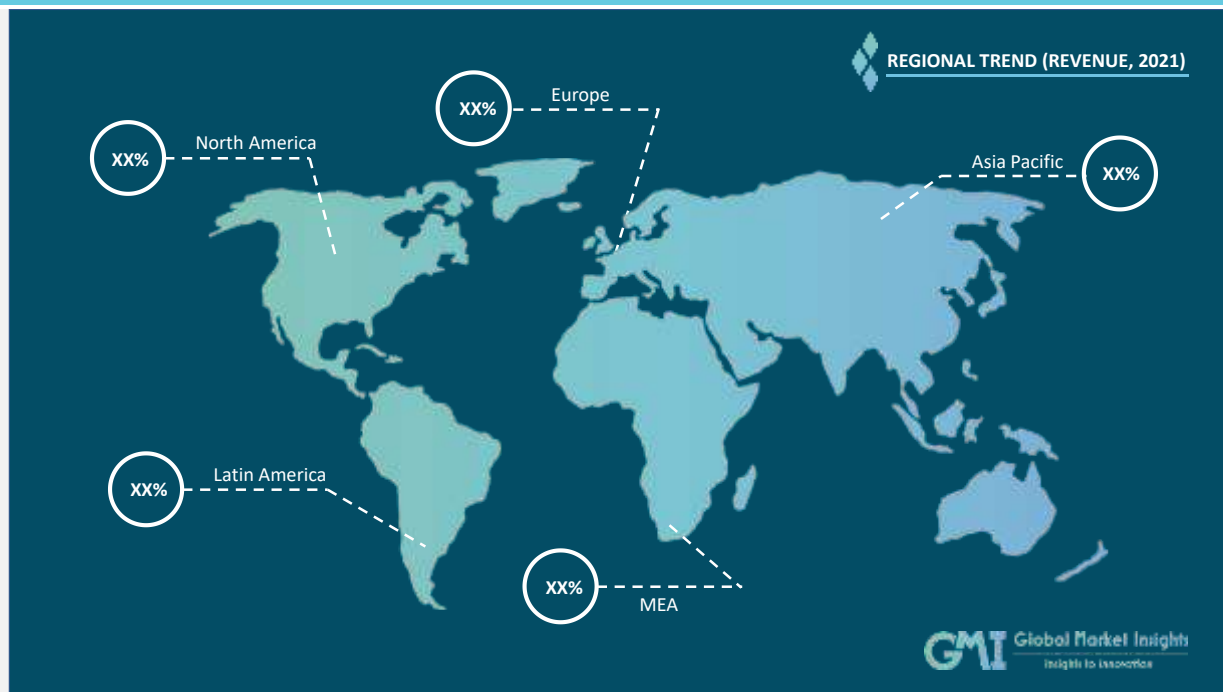 REGIONAL TREND (REVENUE, 2021)
Europe
XX%
North America
XX%
Asia Pacific
XX%
Latin America
XX%
XX%
MEA
GMI Global Market Insights
Insights to Innovation